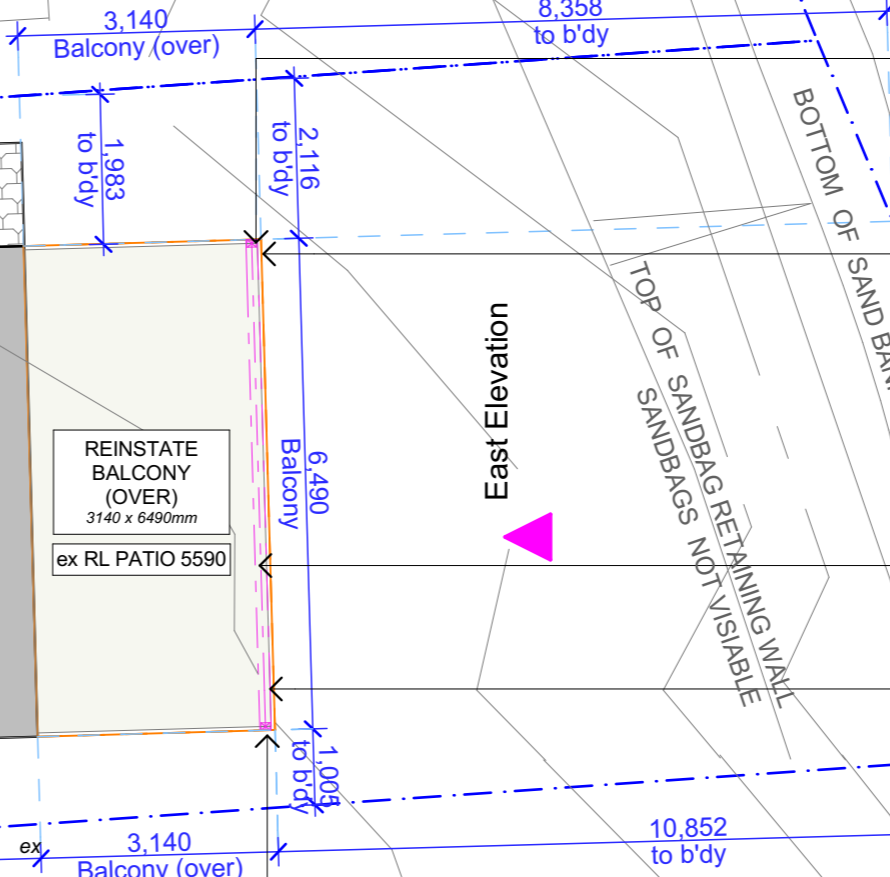 3,140
Balcony (over)
8,358
to b'dy
1,983
to b'dy
2,116
to b'dy
BOTTOM OF SAND BAN
East Elevation
TOP OF SANDBAG RETAINING WALL
SANDBAGS NOT VISIABLE
6,490
Balcony
REINSTATE
BALCONY
(OVER)
3140 x 6490mm
ex RL PATIO 5590
1,005
to b'dy
ex
3,140
Balcony (over)
10,852
to b'dy